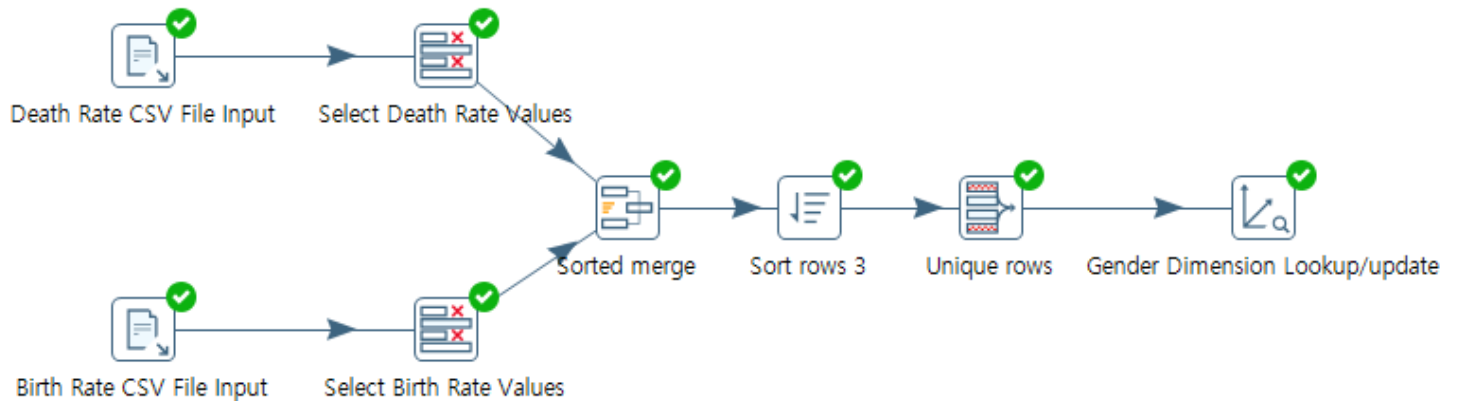 Death Rate CSV File Input
Select Death Rate Values
Sorted merge
Sort rows 3
Unique rows
Gender Dimension Lookup/update
Birth Rate CSV File Input
Select Birth Rate Values